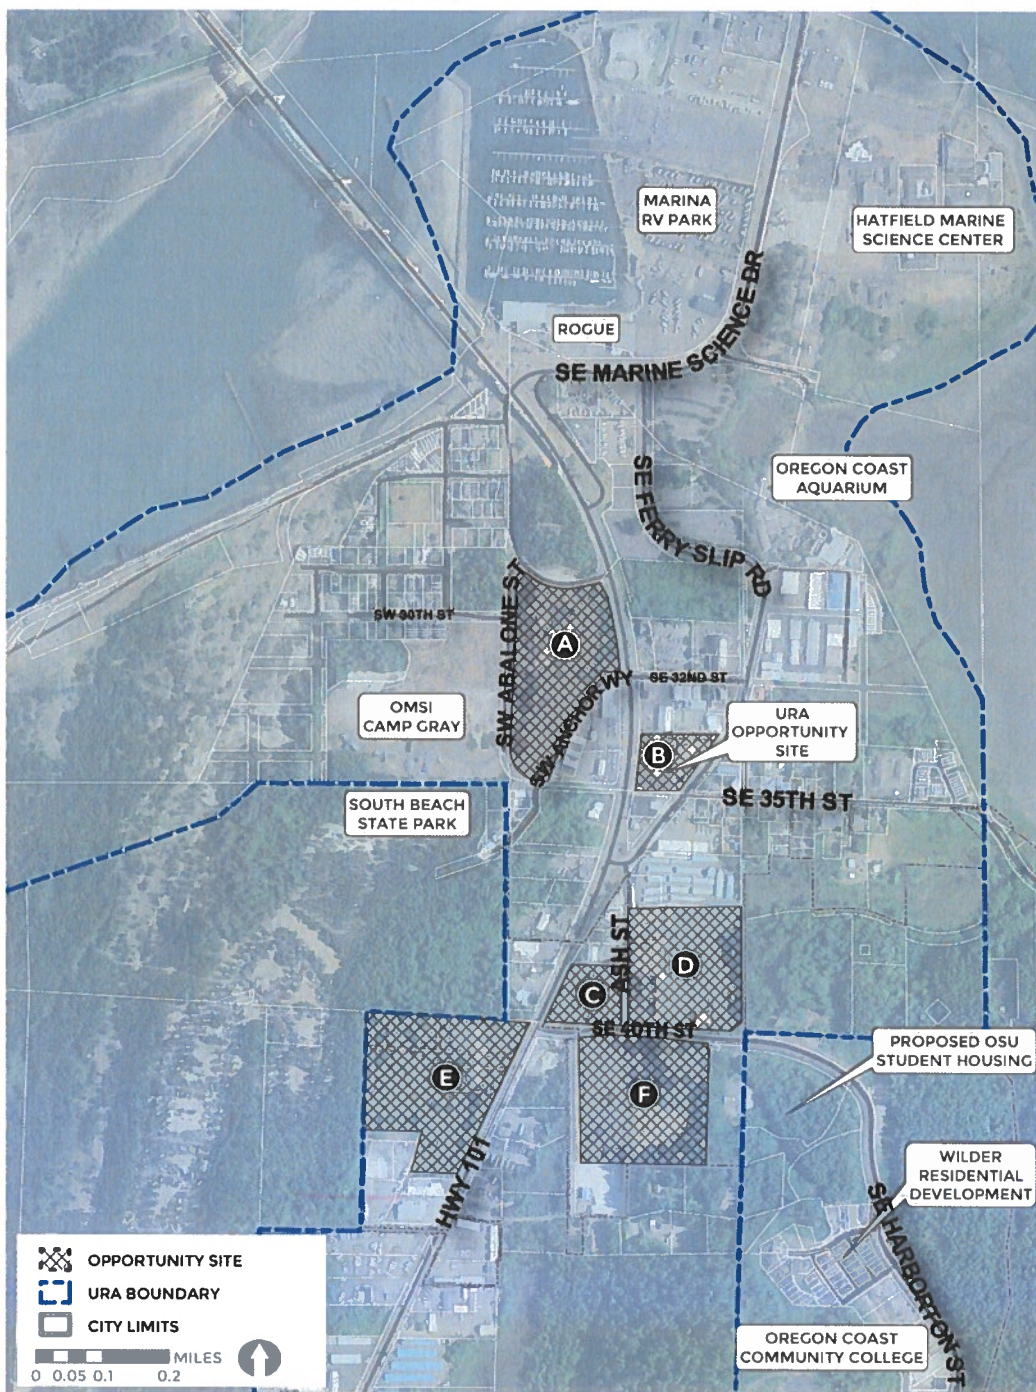 MARINA
RV PARK
HATFIELD MARINE
SCIENCE CENTER
ROGUE
SE MARINE SCIENCE DR
OREGON COAST
AQUARIUM
SE FERRY SLIP RD
SW ABALONE ST
SW 30TH ST
A
SW ANCHOR WY
SE 32ND ST
OMSI
CAMP GRAY
URA
OPPORTUNITY
SITE
B
SE 35TH ST
SOUTH BEACH
STATE PARK
ASH ST
D
C
SE 40TH ST
PROPOSED OSU
STUDENT HOUSING
E
F
HWY 101
WILDER
RESIDENTIAL
DEVELOPMENT
SE HARBORTON ST
OPPORTUNITY SITE
URA BOUNDARY
CITY LIMITS
MILES
0 0.05 0.1 0.2
OREGON COAST
COMMUNITY COLLEGE